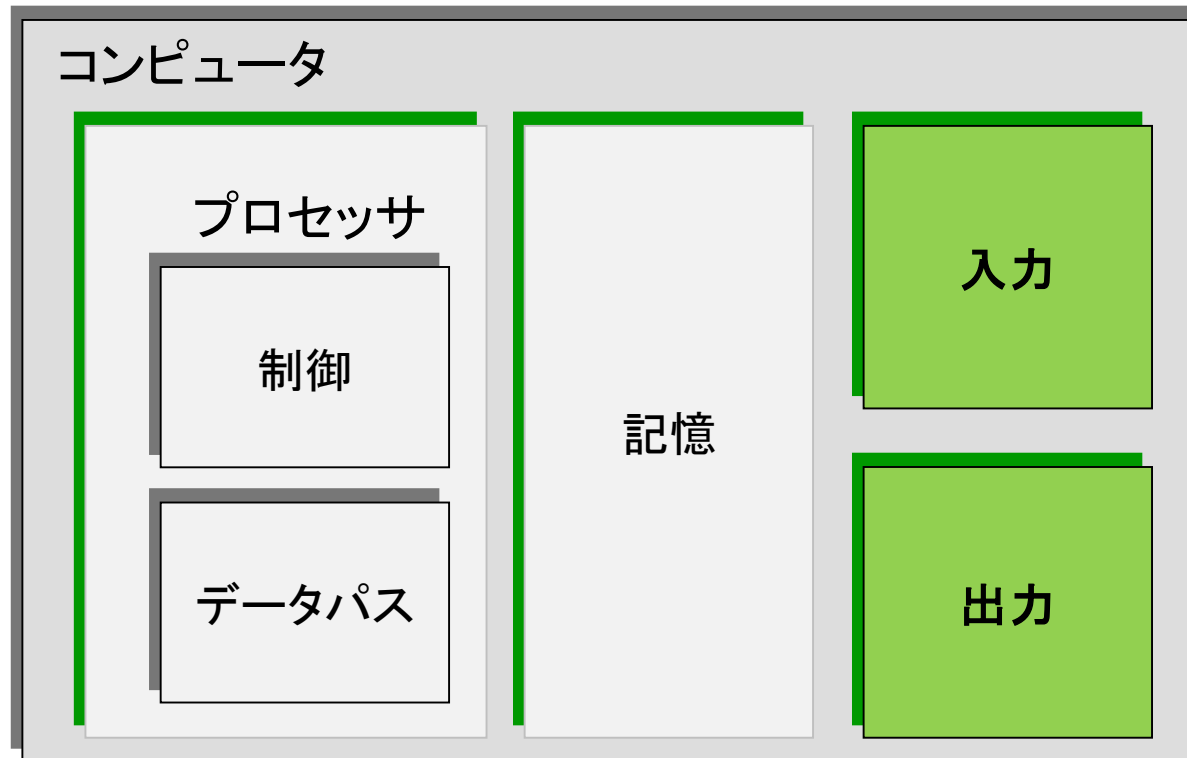 コンピュータ
プロセッサ
制御
データパス
記憶
入力
出力